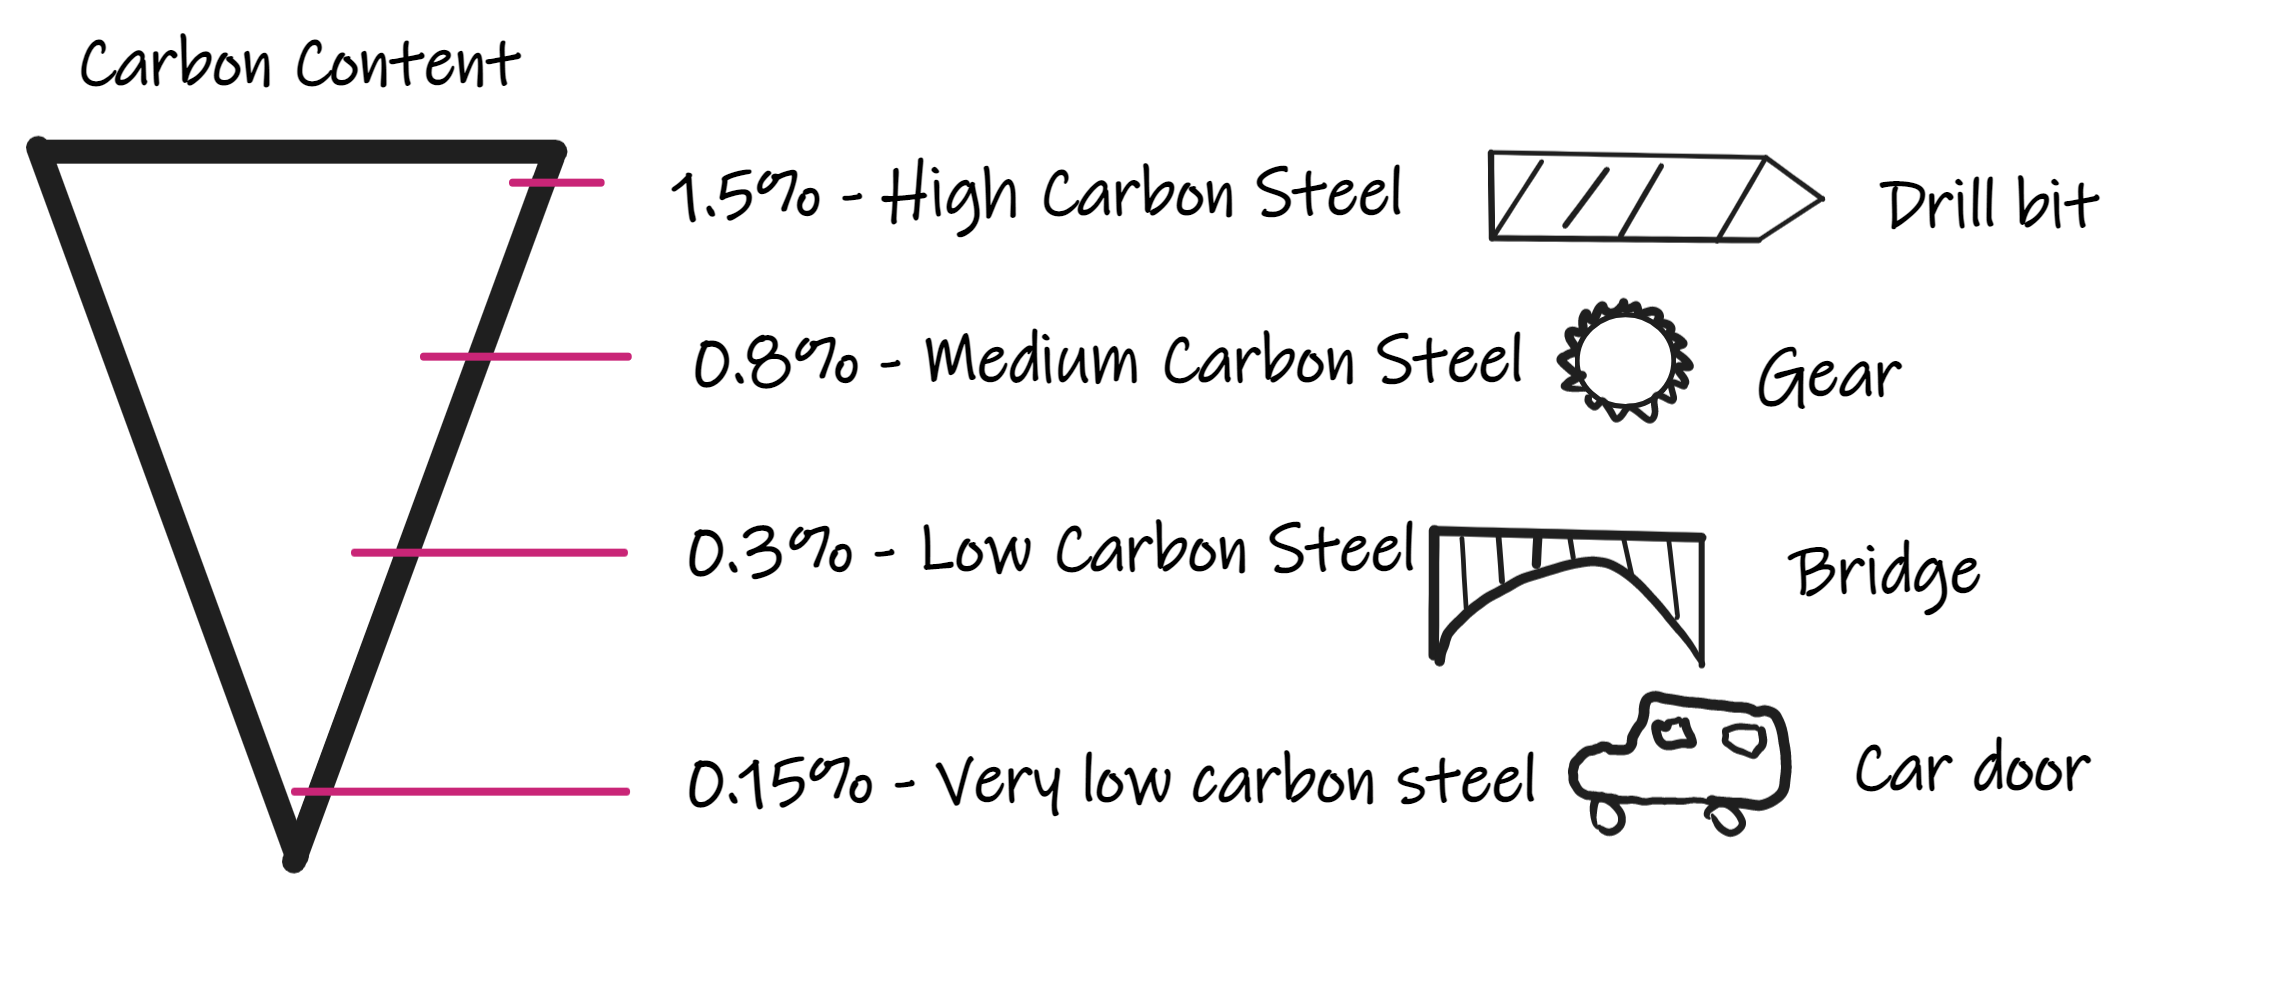 Carbon Content
1.5% - High Carbon Steel
Drill bit
0.8% - Medium Carbon Steel
Gear
0.3% - Low Carbon Steel
Bridge
0.15% - Very low carbon steel
Car door